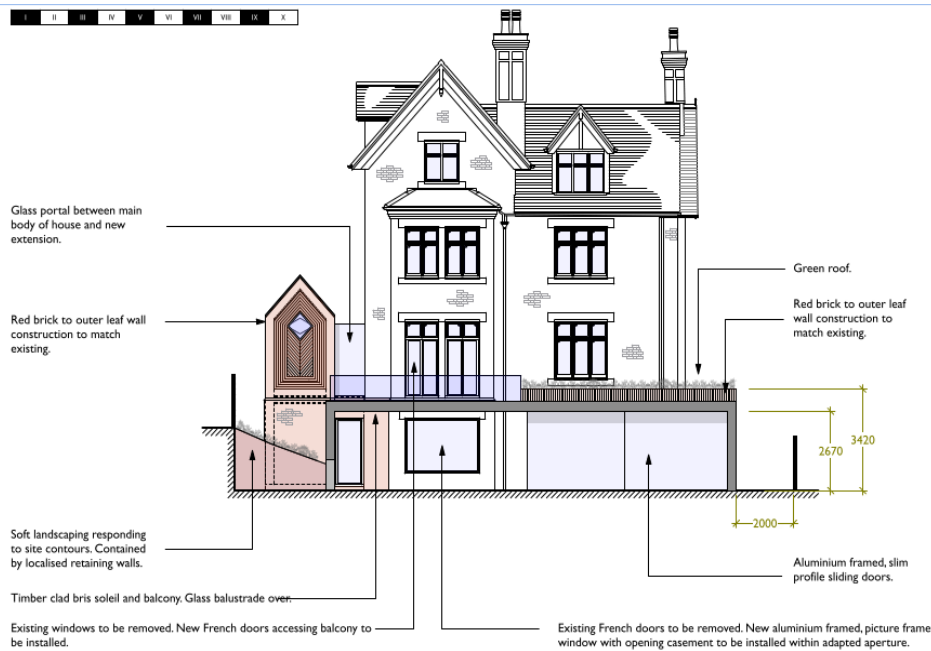 I II III IV V VI VII VIII IX X
Glass portal between main
body of house and new
extension.
Green roof.
Red brick to outer leaf wall
construction to match
existing.
Red brick to outer leaf
wall construction to
match existing.
3420
2670
2000
Soft landscaping responding
to site contours. Contained
by localised retaining walls.
Aluminium framed, slim
profile sliding doors.
Timber clad bris soleil and balcony. Glass balustrade over.
Existing windows to be removed. New French doors accessing balcony to
be installed.
Existing French doors to be removed. New aluminium framed, picture frame
window with opening casement to be installed within adapted aperture.